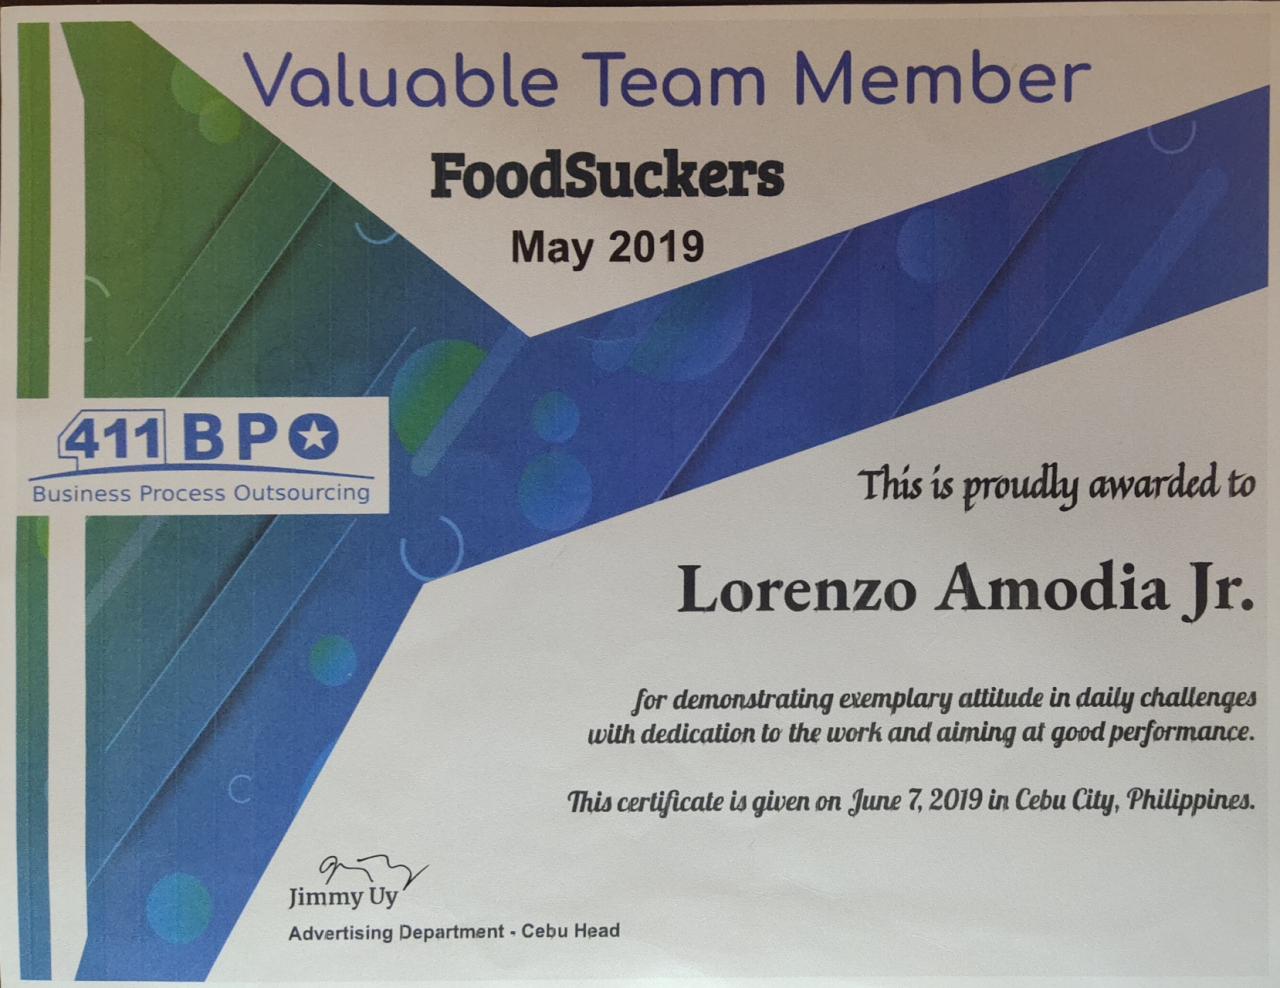 Valuable Team Member
FoodSuckers
May 2019
411 BPO
Business Process Outsourcing
This is proudly awarded to
Lorenzo Amodia Jr.
for demonstrating exemplary attitude in daily challenges
with dedication to the work and aiming at good performance.
This certificate is given on June 7, 2019 in Cebu City, Philippines.
Jimmy Uy
Advertising Department - Cebu Head